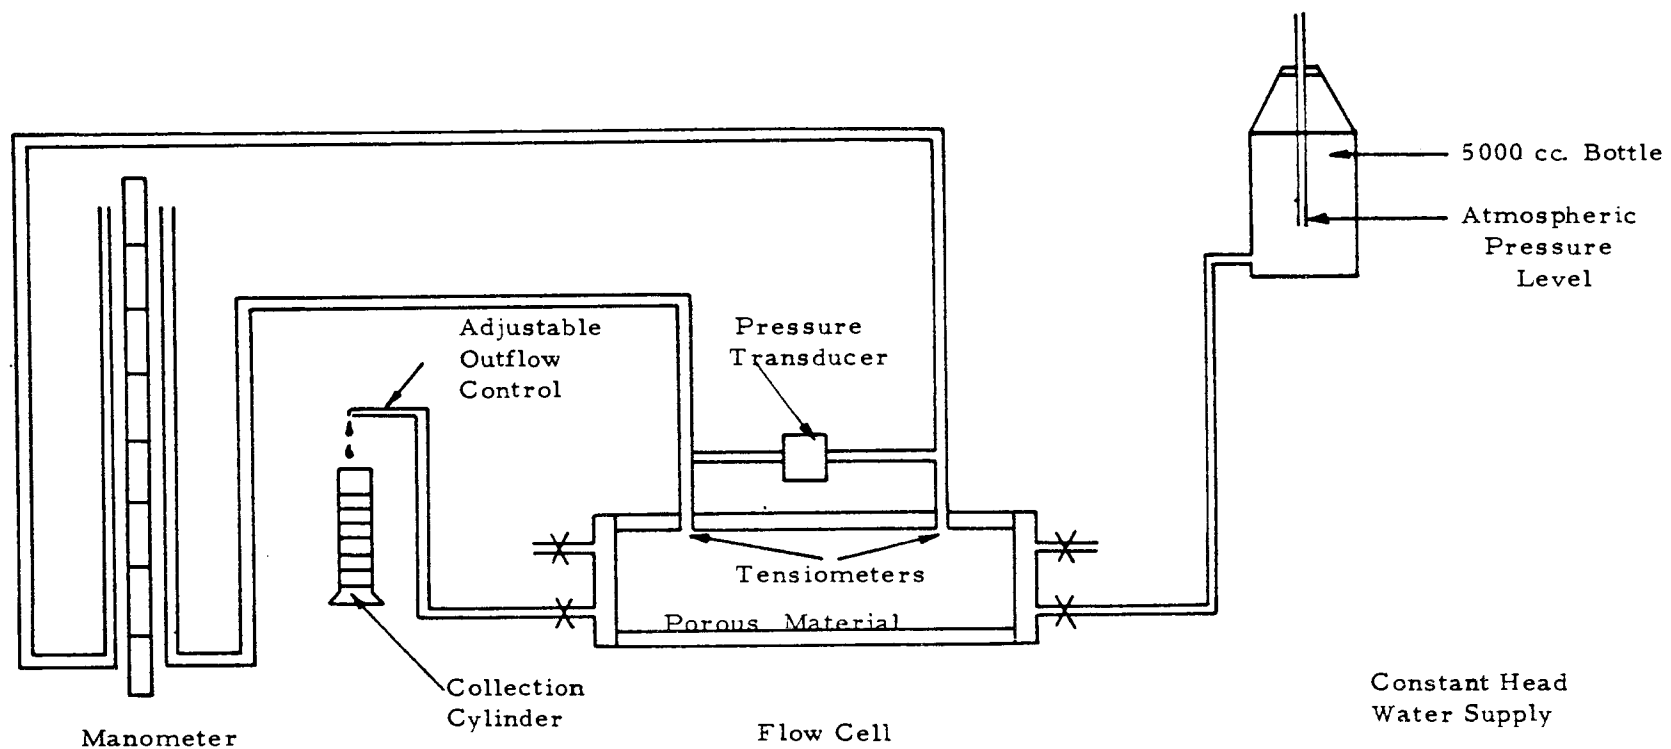 5000 cc. Bottle
Atmospheric
Pressure
Level
Adjustable
Outflow
Control
Pressure
Transducer
Tensiometers
Porous Material
Collection
Cylinder
Constant Head
Water Supply
Manometer
Flow Cell